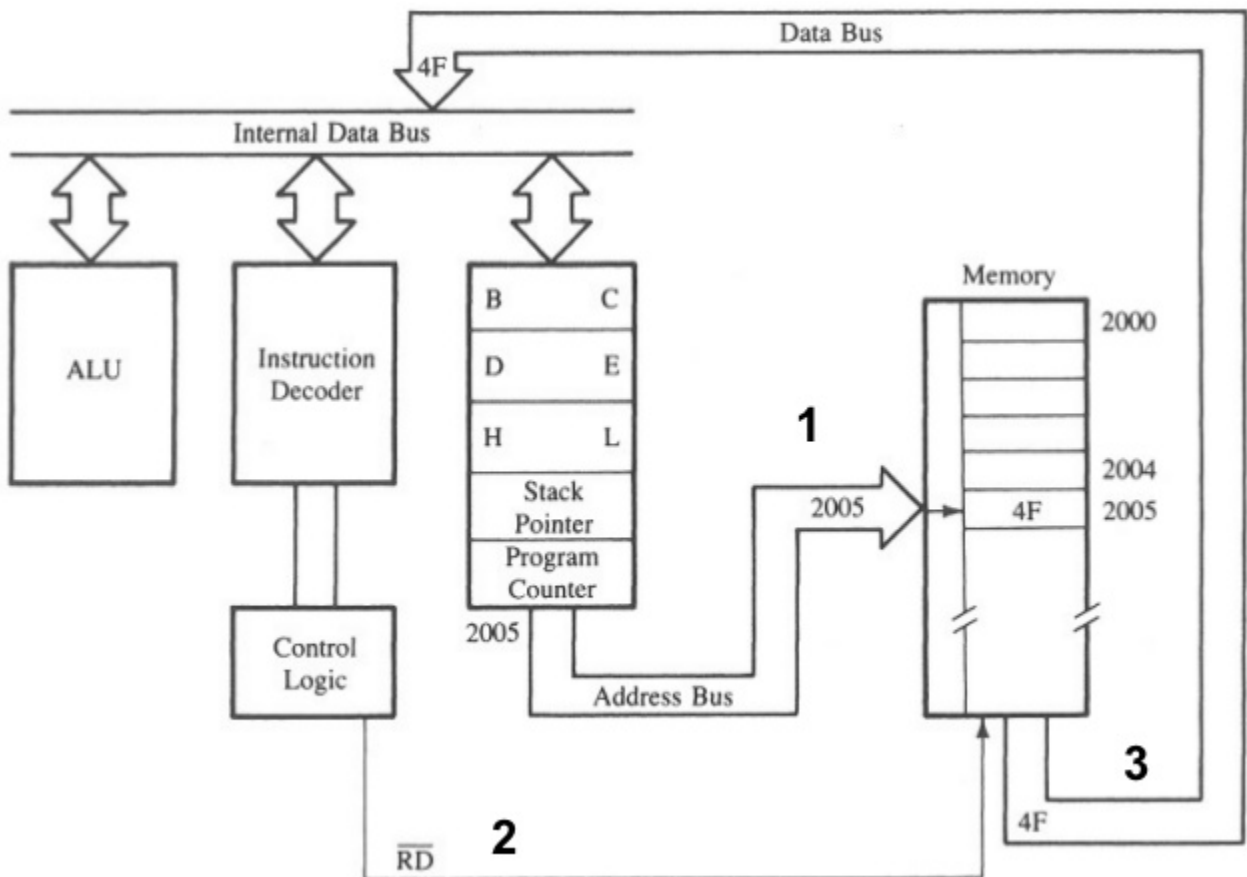 Data Bus
4F
Internal Data Bus
ALU
Instruction
Decoder
B C
D E
H L
Stack
Pointer
Program
Counter
Memory
2000
2004
4F 2005
1
2005
2005
Control
Logic
Address Bus
3
2
4F
R̅D̅